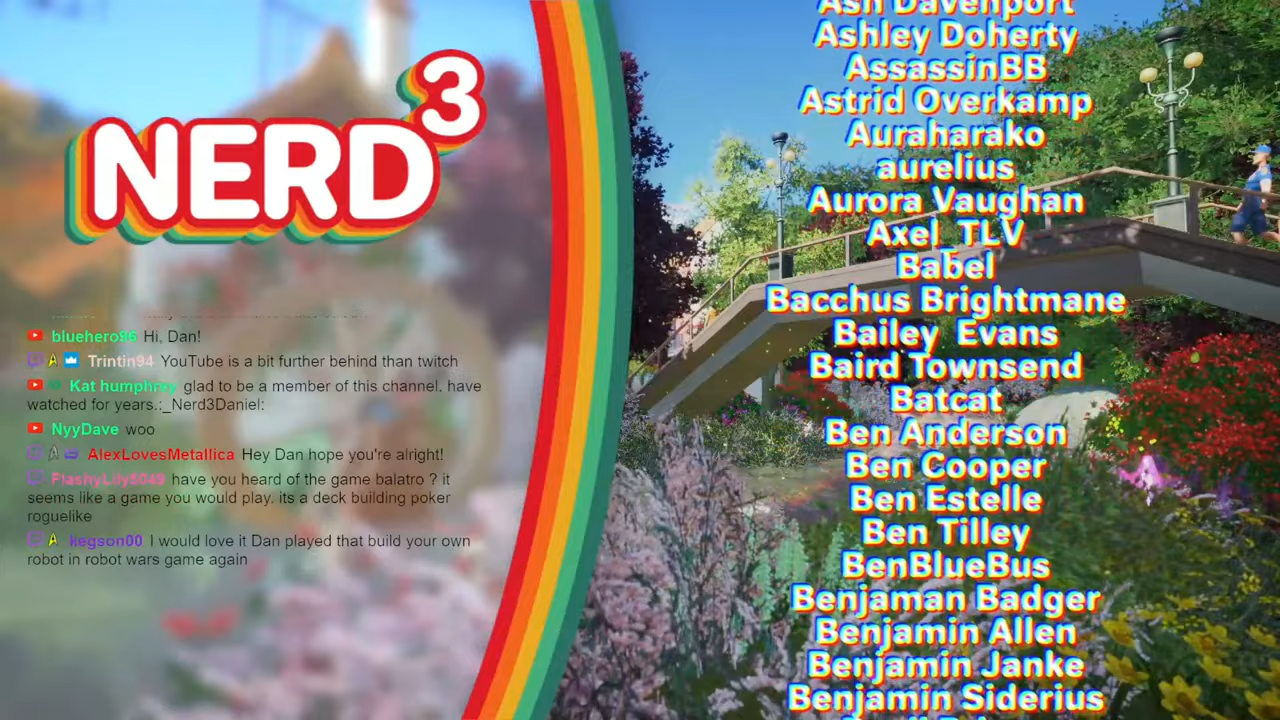 NERD³
bluehero96 Hi, Dan!
Trintin94 YouTube is a bit further behind than twitch
Kat humphrey glad to be a member of this channel. have
watched for years.:_Nerd3Daniel:
NyyDave woo
AlexLovesMetallica Hey Dan hope you're alright!
FlashyLily5049 have you heard of the game balatro ? it
seems like a game you would play. its a deck building poker
roguelike
kegson00 I would love it Dan played that build your own
robot in robot wars game again
Ash Davenport
Ashley Doherty
AssassinBB
Astrid Overkamp
Auraharako
aurelius
Aurora Vaughan
Axel_TLV
Babel
Bacchus Brightmane
Bailey Evans
Baird Townsend
Batcat
Ben Anderson
Ben Cooper
Ben Estelle
Ben Tilley
BenBlueBus
Benjaman Badger
Benjamin Allen
Benjamin Janke
Benjamin Siderius